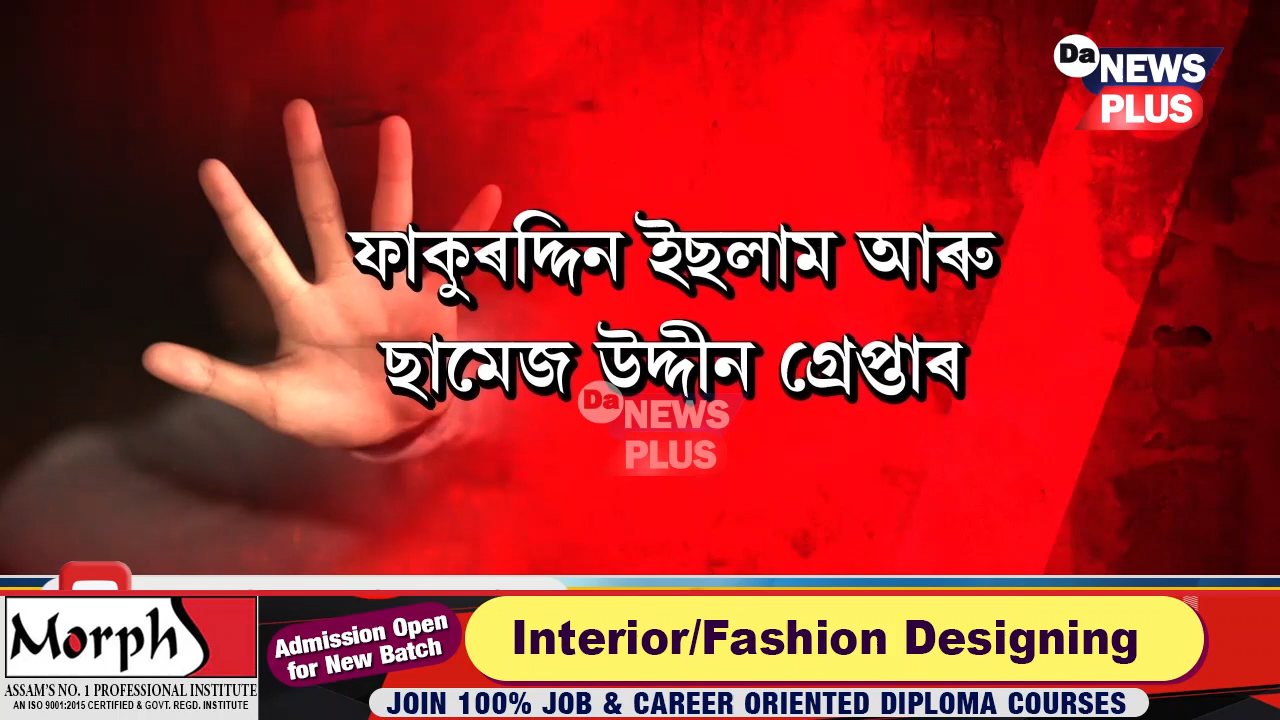 Da
NEWS
PLUS
ফাকুৰদ্দিন ইছলাম আৰু
ছামেজ উদ্দীন গ্ৰেপ্তাৰ
Da
NEWS
PLUS
Morph
ASSAM'S NO. 1 PROFESSIONAL INSTITUTE
AN ISO 9001:2015 CERTIFIED & GOVT. REGD. INSTITUTE
Admission Open
for New Batch
Interior/Fashion Designing
JOIN 100% JOB & CAREER ORIENTED DIPLOMA COURSES